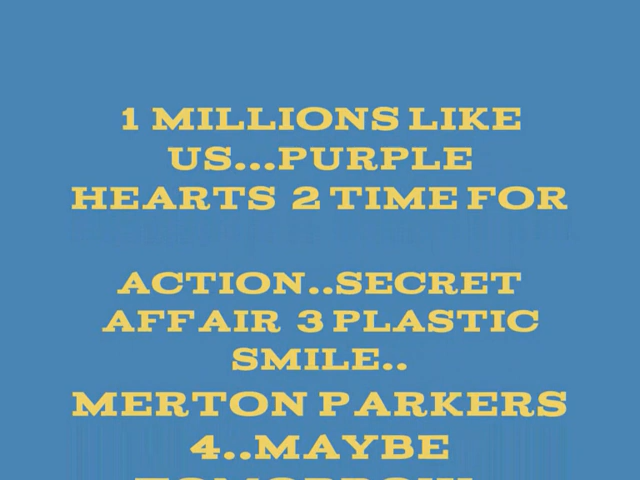 1 MILLIONS LIKE
US...PURPLE
HEARTS 2 TIME FOR
ACTION..SECRET
AFFAIR 3 PLASTIC
SMILE..
MERTON PARKERS
4..MAYBE